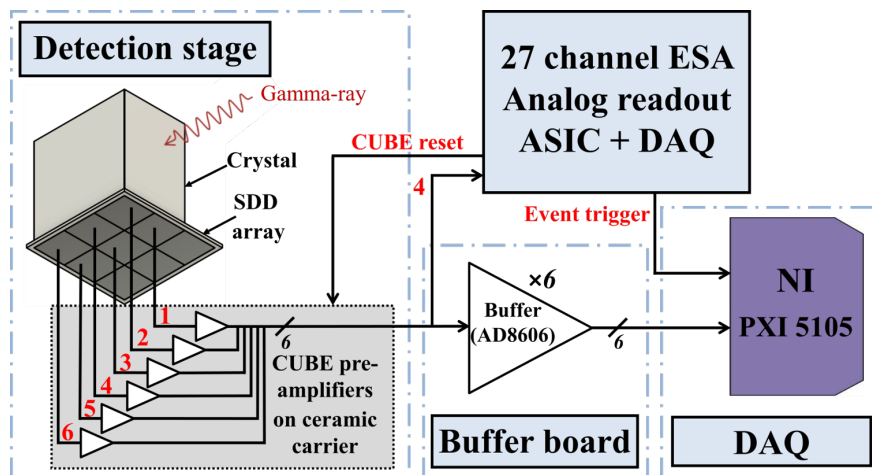 Detection stage
Gamma-ray
Crystal
SDD
array
1
2
3
4
5
6
6
CUBE pre-
amplifiers
on ceramic
carrier
CUBE reset
4
27 channel ESA
Analog readout
ASIC + DAQ
Event trigger
×6
Buffer
(AD8606)
6
Buffer board
NI
PXI 5105
DAQ